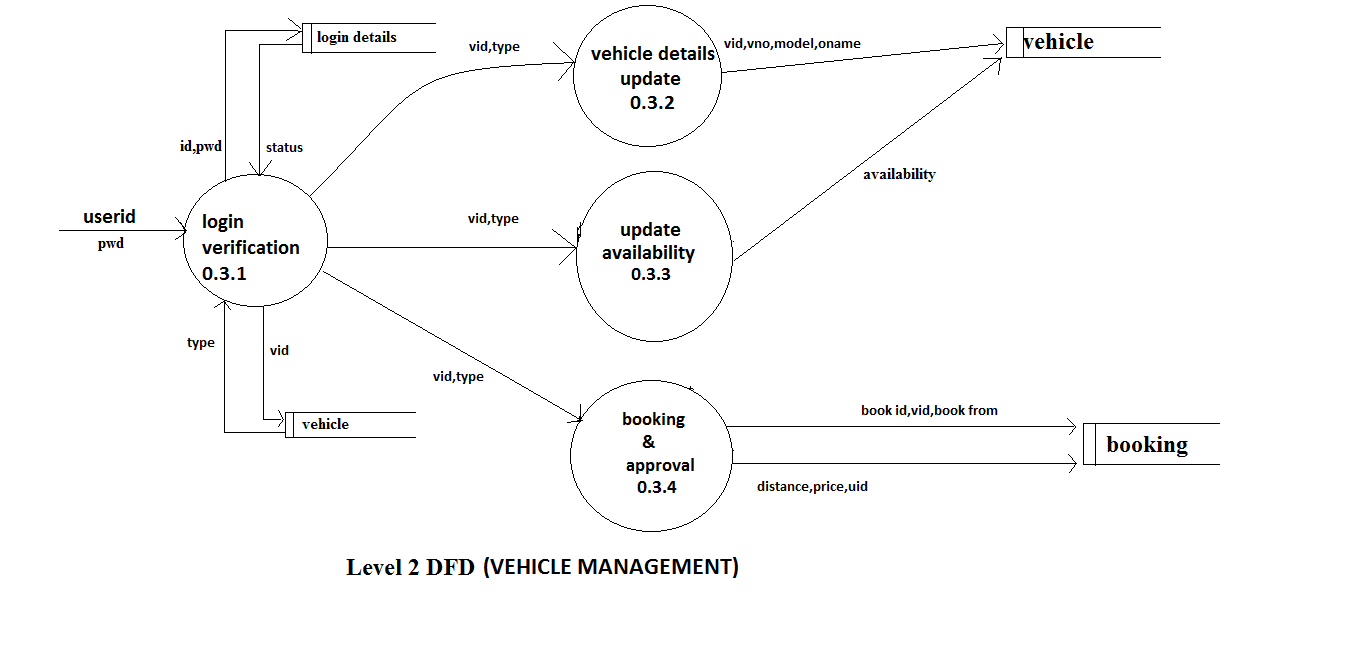 login details
vid,type
vehicle details
update
0.3.2
vid,vno,model,oname
vehicle
id,pwd
status
availability
userid
pwd
login
verification
0.3.1
vid,type
update
availability
0.3.3
type
vid
vid,type
vehicle
booking
&
approval
0.3.4
book id,vid,book from
distance,price,uid
booking
Level 2 DFD (VEHICLE MANAGEMENT)